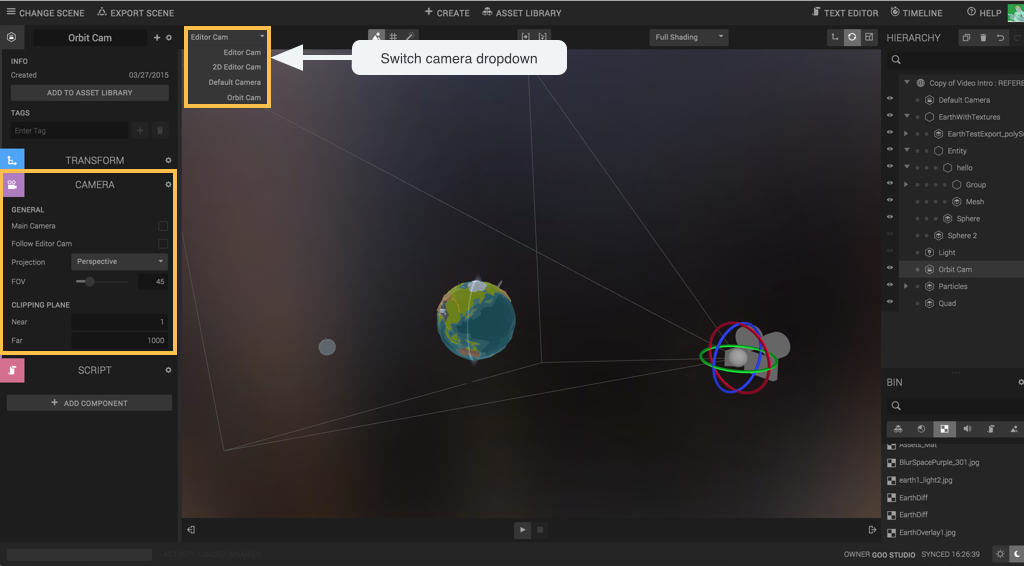 CHANGE SCENE
EXPORT SCENE
CREATE
ASSET LIBRARY
TEXT EDITOR
TIMELINE
HELP
Orbit Cam
INFO
Created 03/27/2015
ADD TO ASSET LIBRARY
TAGS
Enter Tag
TRANSFORM
CAMERA
GENERAL
Main Camera
Follow Editor Cam
Projection Perspective
FOV 45
CLIPPING PLANE
Near 1
Far 1000
SCRIPT
ADD COMPONENT
Editor Cam
Editor Cam
2D Editor Cam
Default Camera
Orbit Cam
Switch camera dropdown
Full Shading
HIERARCHY
Copy of Video Intro : REFERE
Default Camera
EarthWithTextures
EarthTestExport_polyS
Entity
hello
Group
Mesh
Sphere
Sphere 2
Light
Orbit Cam
Particles
Quad
BIN
Assets_Mat
BlurSpacePurple_301.jpg
earth1_light2.jpg
EarthDiff
EarthDiff
EarthOverlay1.jpg
OWNER GOO STUDIO SYNCED 16:26:39